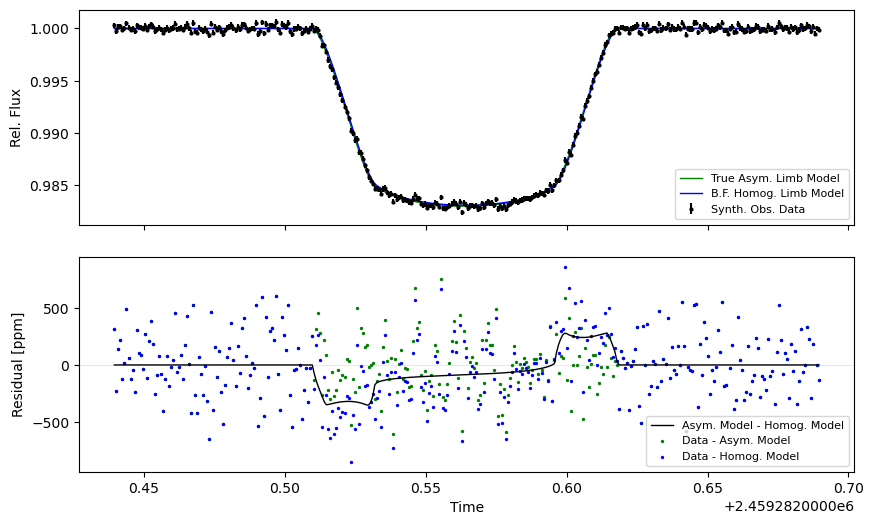 1.000
0.995
0.990
0.985
Rel. Flux
True Asym. Limb Model
B.F. Homog. Limb Model
Synth. Obs. Data
500
0
−500
Residual [ppm]
Asym. Model - Homog. Model
Data - Asym. Model
Data - Homog. Model
0.45 0.50 0.55 0.60 0.65 0.70
Time
+2.4592820000e6